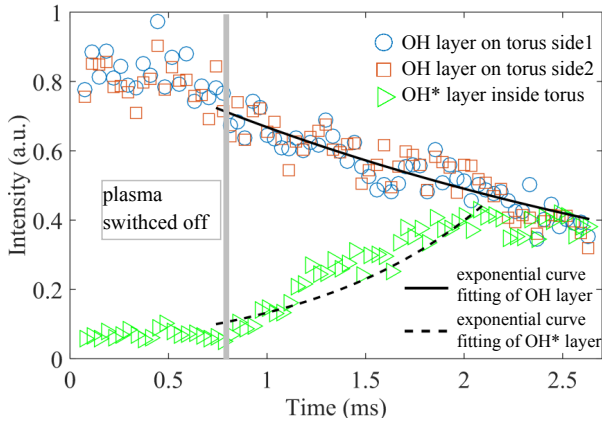 OH layer on torus side1
OH layer on torus side2
OH* layer inside torus
plasma
swithced off
exponential curve
fitting of OH layer
exponential curve
fitting of OH* layer
Intensity (a.u.)
1
0.8
0.6
0.4
0.2
0
0 0.5 1 1.5 2 2.5
Time (ms)